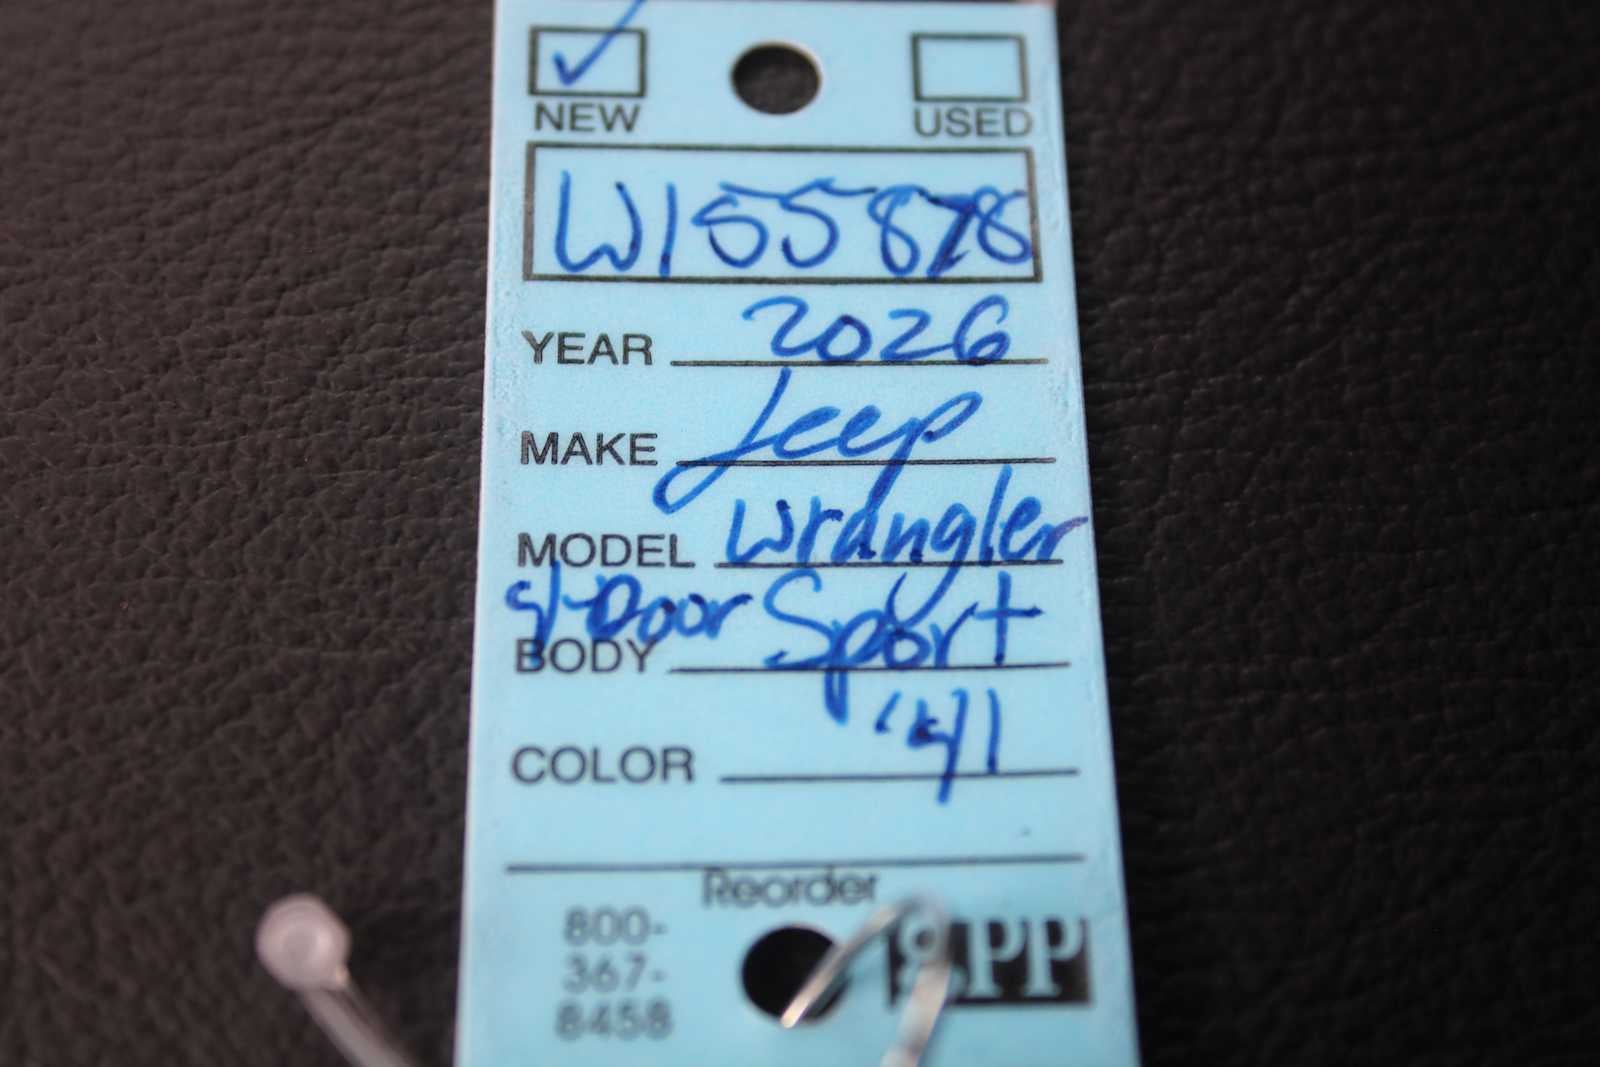 NEW USED
W155878
YEAR 2026
MAKE Jeep
MODEL Wrangler
4-Door Sport
BODY
COLOR '41
Reorder
800-
367-
8458
gPP